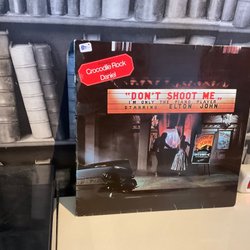 Crocodile Rock
Daniel
"DON'T SHOOT ME
I'M ONLY THE PIANO PLAYER"
STARRING ELTON JOHN